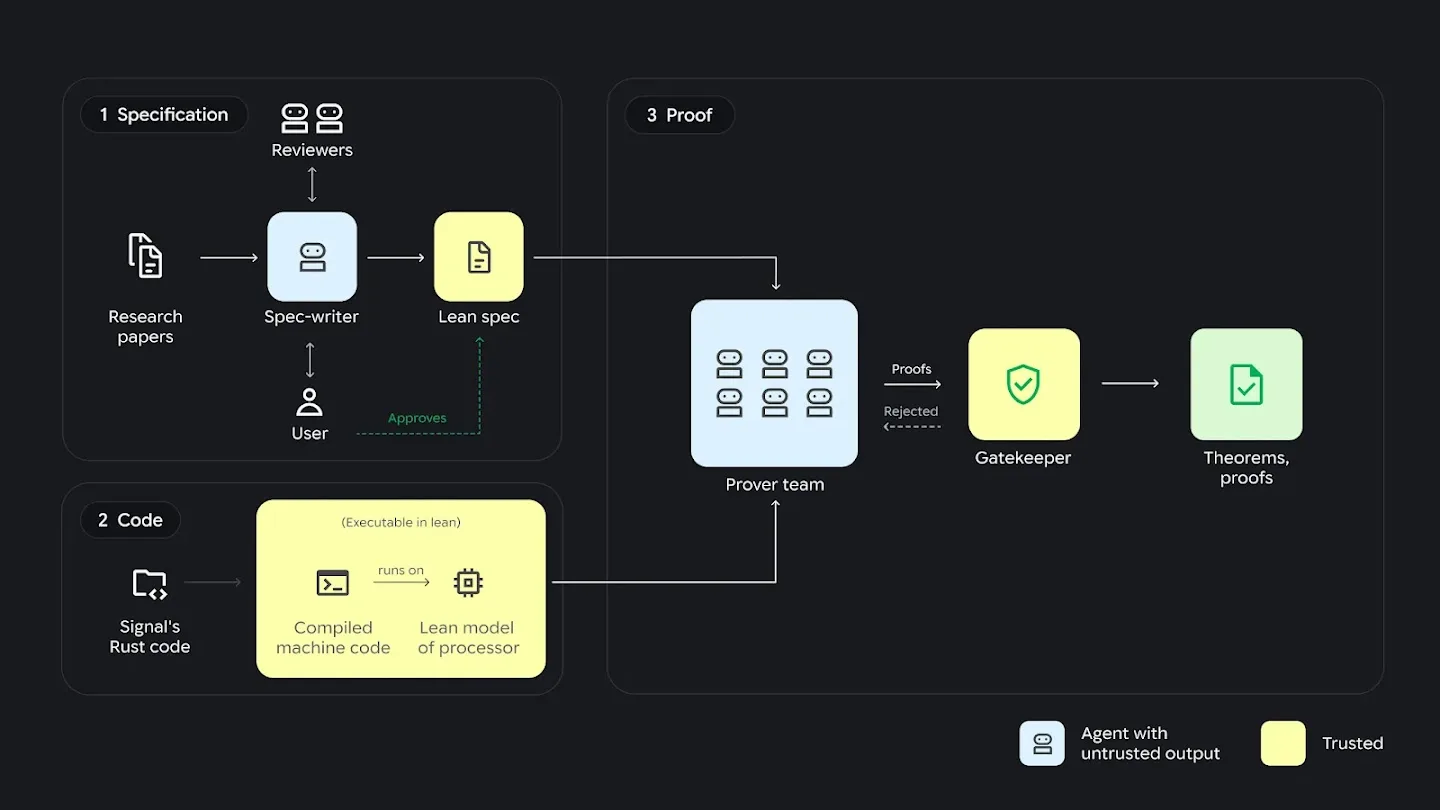 1 Specification
Reviewers
Research
papers
Spec-writer
Lean spec
User
Approves
2 Code
Signal's
Rust code
(Executable in lean)
runs on
Compiled
machine code
Lean model
of processor
3 Proof
Prover team
Proofs
Rejected
Gatekeeper
Theorems,
proofs
Agent with
untrusted output
Trusted